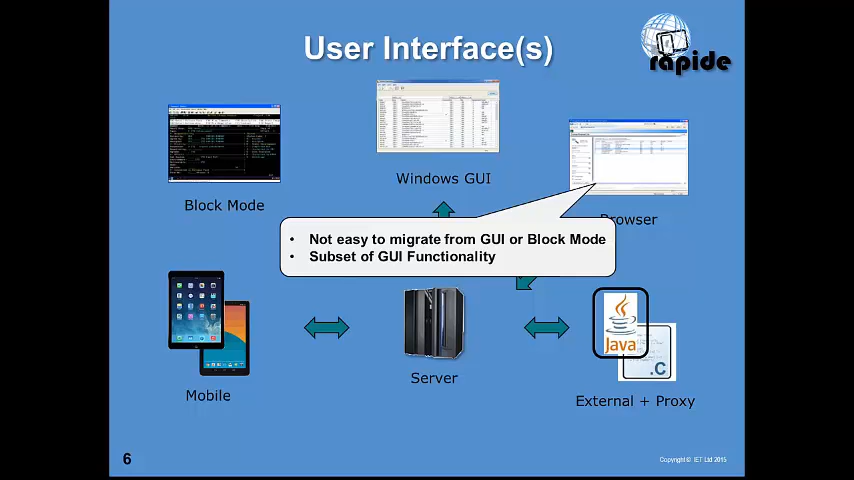 User Interface(s)
rapide
Windows GUI
Block Mode
Browser
• Not easy to migrate from GUI or Block Mode
• Subset of GUI Functionality
Java
.C
Server
Mobile
External + Proxy
6
Copyright © IET Ltd 2015